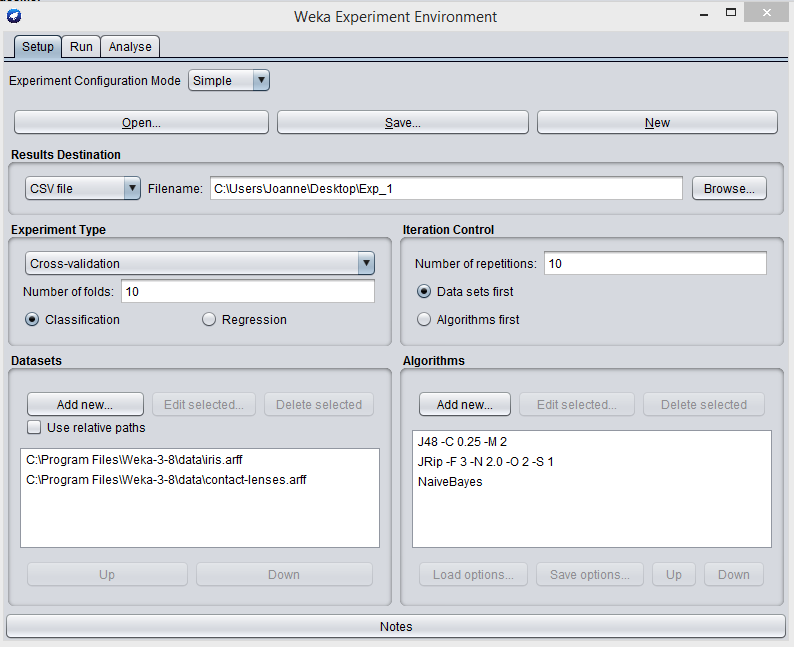 Weka Experiment Environment
Setup Run Analyse
Experiment Configuration Mode Simple
Open... Save... New
Results Destination
CSV file Filename: C:\Users\Joanne\Desktop\Exp_1 Browse...
Experiment Type
Cross-validation
Number of folds: 10
Classification Regression
Iteration Control
Number of repetitions: 10
Data sets first
Algorithms first
Datasets
Add new... Edit selected... Delete selected
Use relative paths
C:\Program Files\Weka-3-8\data\iris.arff
C:\Program Files\Weka-3-8\data\contact-lenses.arff
Up Down
Algorithms
Add new... Edit selected... Delete selected
J48 -C 0.25 -M 2
JRip -F 3 -N 2.0 -O 2 -S 1
NaiveBayes
Load options... Save options... Up Down
Notes